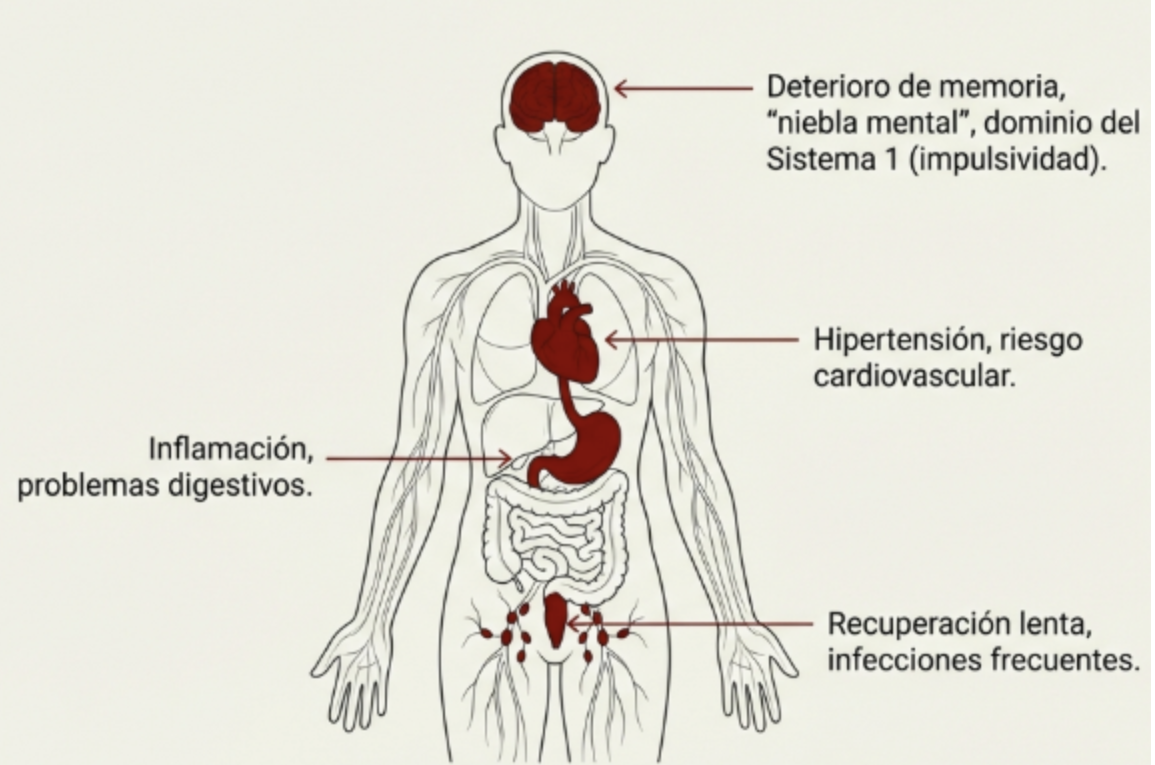 Deterioro de memoria,
“niebla mental”, dominio del
Sistema 1 (impulsividad).
Hipertensión, riesgo
cardiovascular.
Inflamación,
problemas digestivos.
Recuperación lenta,
infecciones frecuentes.